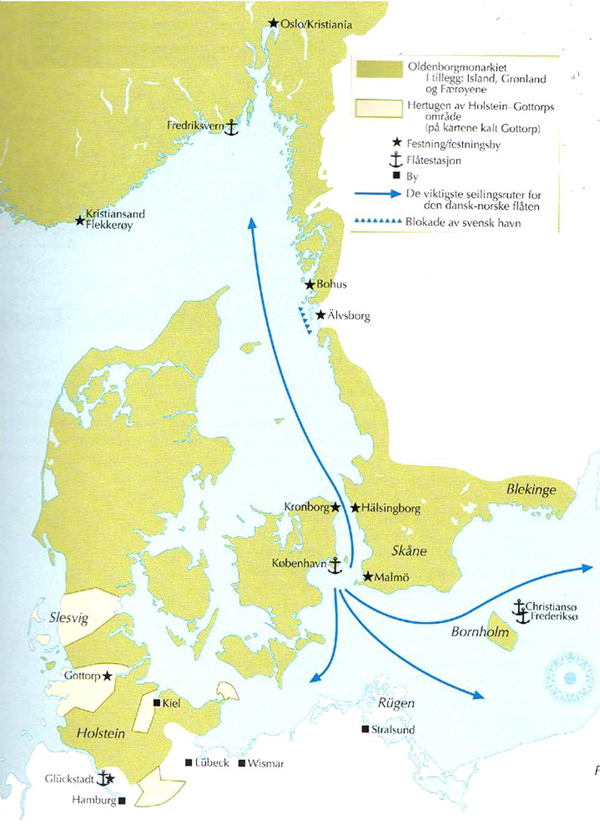 Oslo/Kristiania
Oldenborgmonarkiet
I tillegg: Island, Grønland
og Færøyene
Hertugen av Holstein–Gottorps
område
(på kartene kalt Gottorp)
Festning/festningsby
Flåtestasjon
By
De viktigste seilingsruter for
den dansk-norske flåten
Blokade av svensk havn
Fredriksvern
Kristiansand
Flekkerøy
Bohus
Älvsborg
Blekinge
Kronborg
Hälsingborg
Skåne
København
Malmö
Christiansø
Frederiksø
Bornholm
Slesvig
Gottorp
Kiel
Rügen
Stralsund
Holstein
Lübeck
Wismar
Glückstadt
Hamburg
P